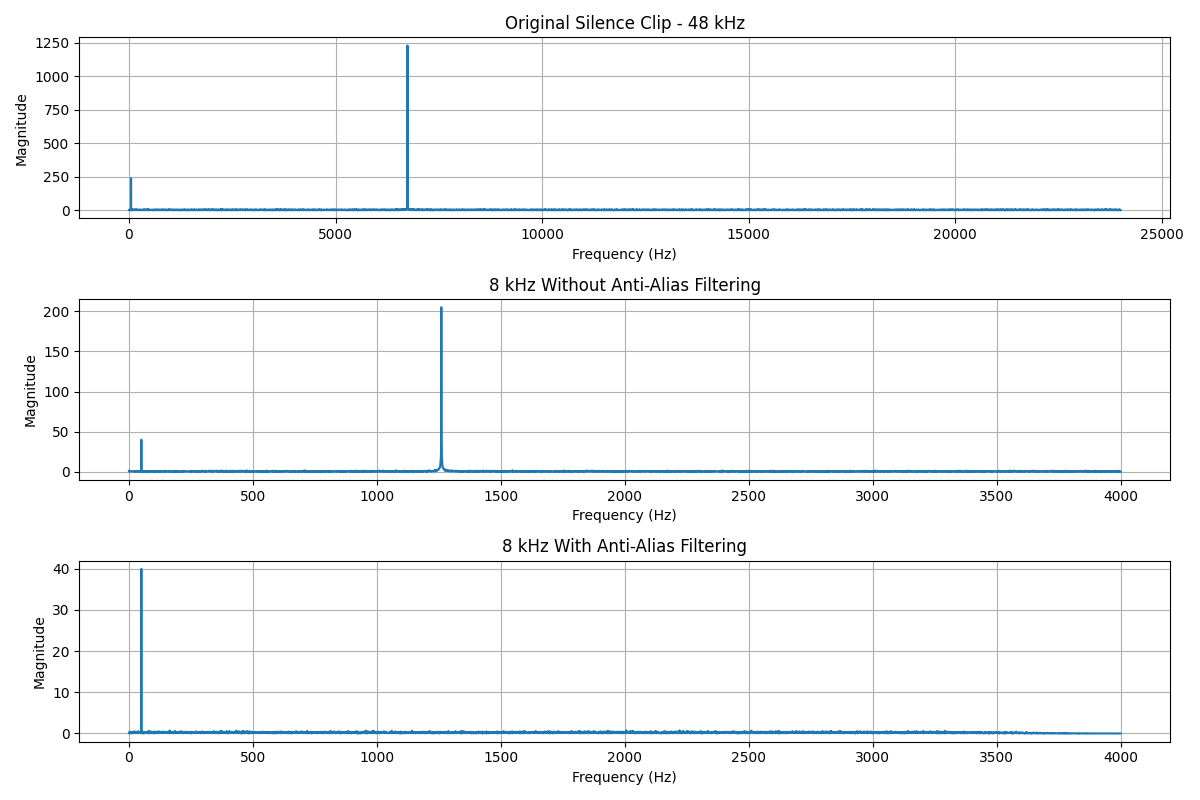 Original Silence Clip - 48 kHz
1250
1000
750
500
250
0
Magnitude
0 5000 10000 15000 20000 25000
Frequency (Hz)
8 kHz Without Anti-Alias Filtering
200
150
100
50
0
Magnitude
0 500 1000 1500 2000 2500 3000 3500 4000
Frequency (Hz)
8 kHz With Anti-Alias Filtering
40
30
20
10
0
Magnitude
0 500 1000 1500 2000 2500 3000 3500 4000
Frequency (Hz)